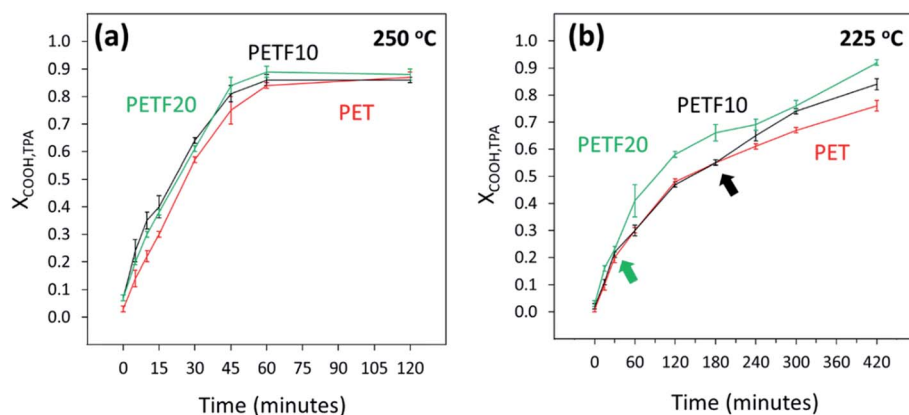 (a)
250 °C
PETF10
PETF20
PET
X_COOH,TPA
1.0
0.9
0.8
0.7
0.6
0.5
0.4
0.3
0.2
0.1
0.0
0 15 30 45 60 75 90 105 120
Time (minutes)
(b)
225 °C
PETF10
PETF20
PET
X_COOH,TPA
1.0
0.9
0.8
0.7
0.6
0.5
0.4
0.3
0.2
0.1
0.0
0 60 120 180 240 300 360 420
Time (minutes)